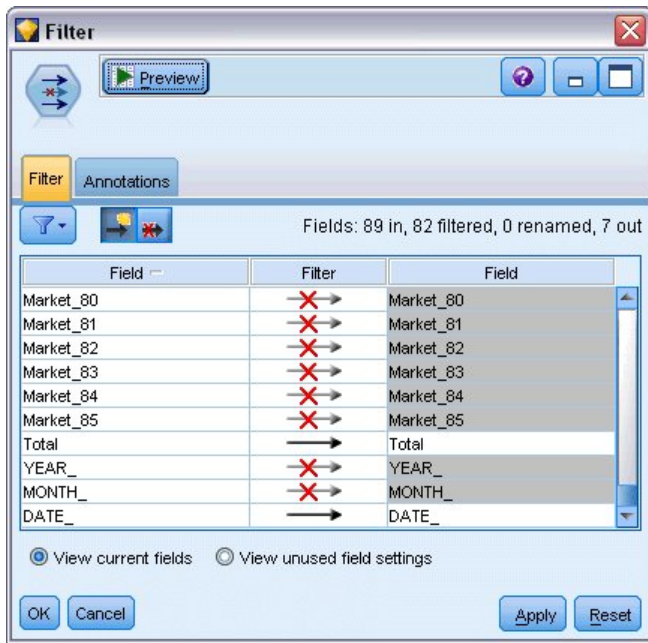 Filter
Preview
Filter Annotations
Fields: 89 in, 82 filtered, 0 renamed, 7 out
Field Filter Field
Market_80 Market_80
Market_81 Market_81
Market_82 Market_82
Market_83 Market_83
Market_84 Market_84
Market_85 Market_85
Total Total
YEAR_ YEAR_
MONTH_ MONTH_
DATE_ DATE_
View current fields View unused field settings
OK Cancel Apply Reset